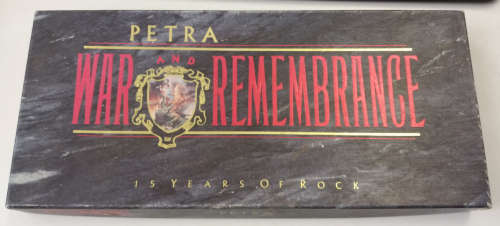 PETRA
WAR AND REMEMBRANCE
15 YEARS OF ROCK